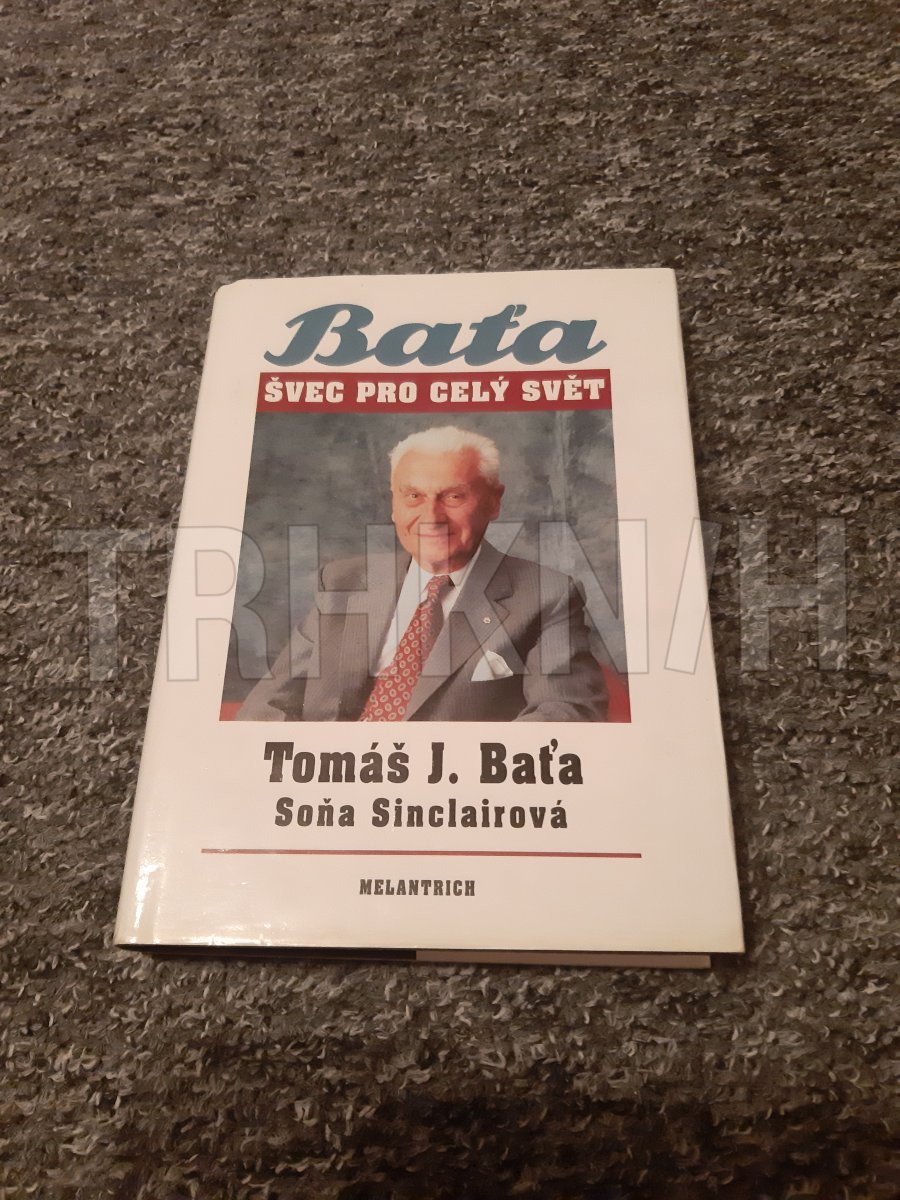 Baťa
ŠVEC PRO CELÝ SVĚT
TRHKNIH
Tomáš J. Baťa
Soňa Sinclairová
MELANTRICH